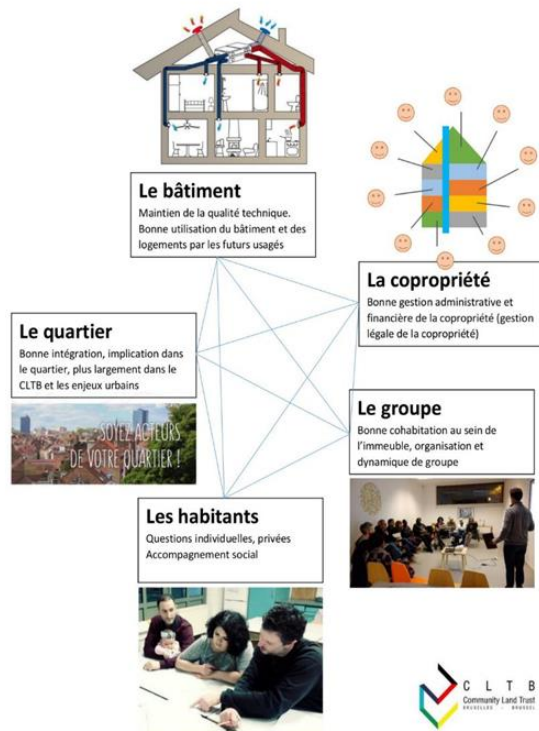 Le bâtiment
Maintien de la qualité technique.
Bonne utilisation du bâtiment et des
logements par les futurs usagés
La copropriété
Bonne gestion administrative et
financière de la copropriété (gestion
légale de la copropriété)
Le quartier
Bonne intégration, implication dans
le quartier, plus largement dans le
CLTB et les enjeux urbains
SOYEZ ACTEURS
DE VOTRE QUARTIER !
Le groupe
Bonne cohabitation au sein de
l'immeuble, organisation et
dynamique de groupe
Les habitants
Questions individuelles, privées
Accompagnement social
CLTB
Community Land Trust
BRUXELLES - BRUSSEL